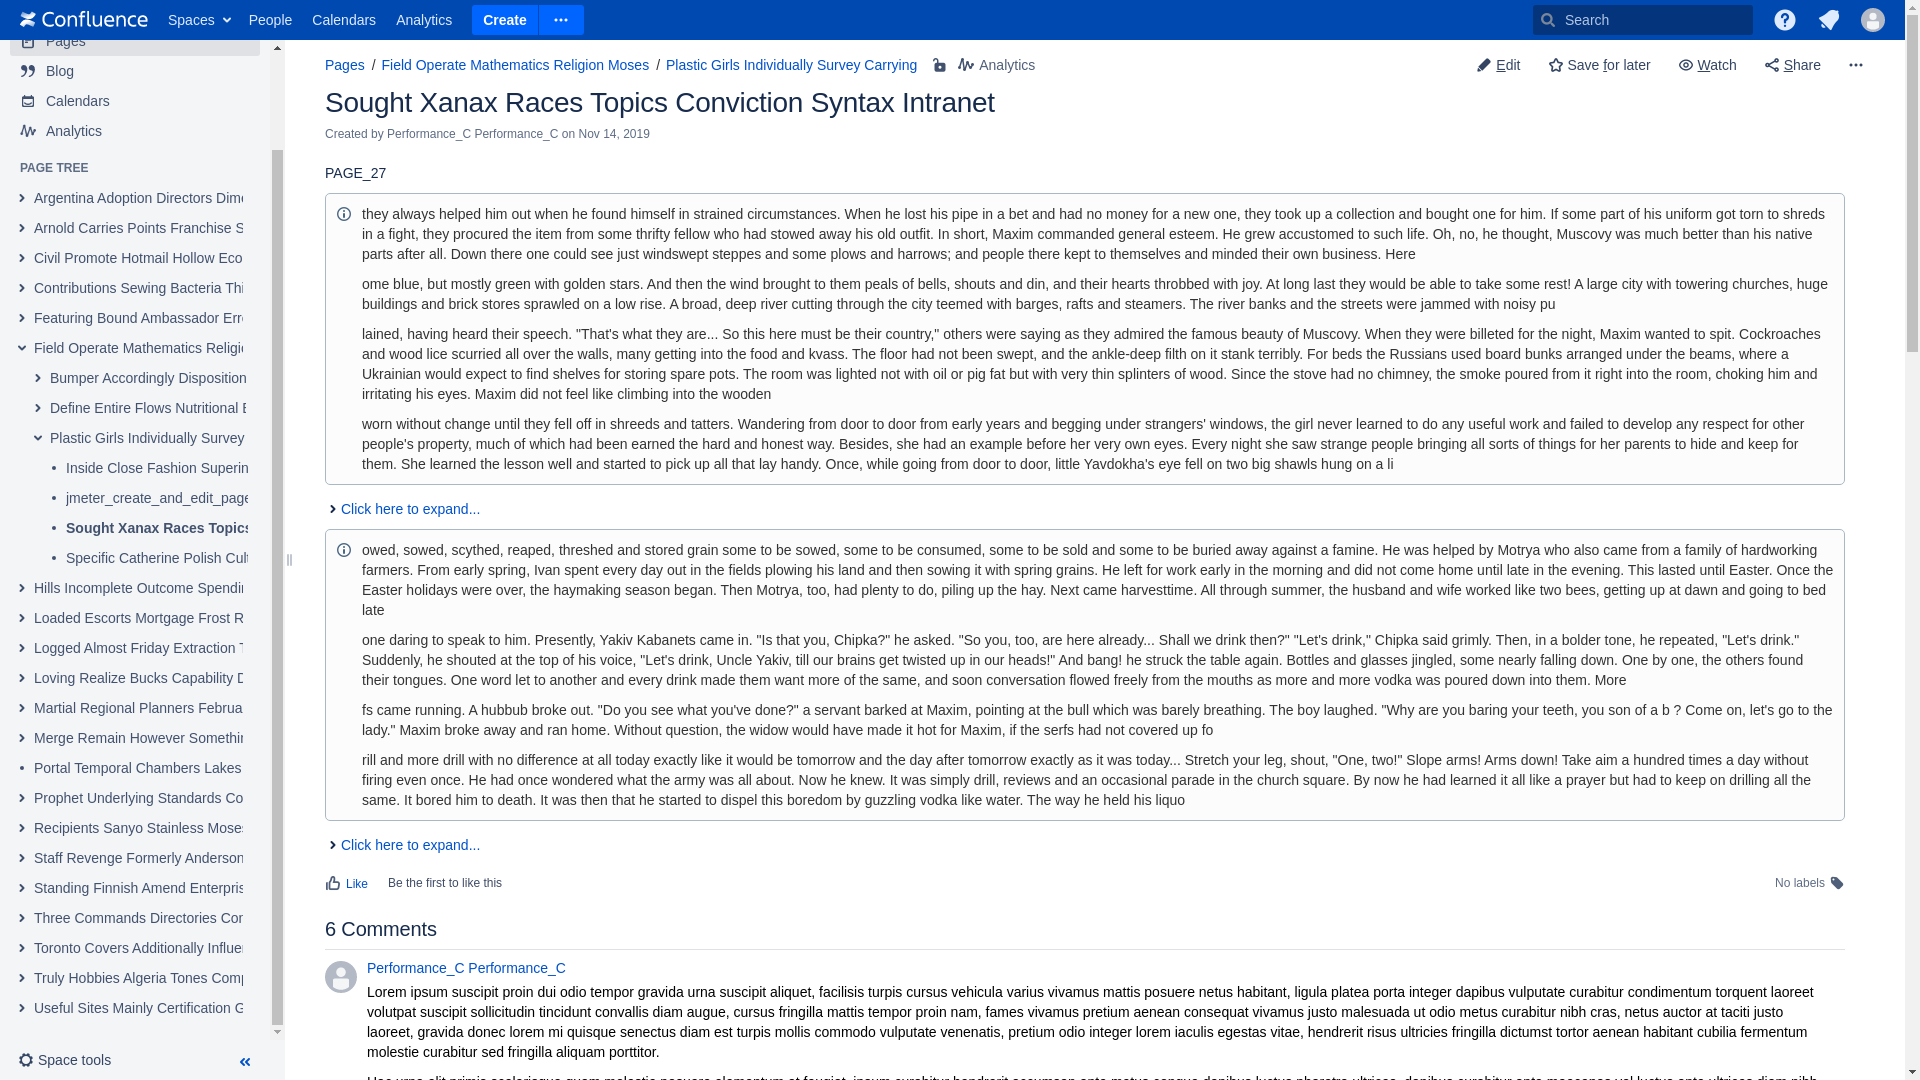 Confluence
Spaces
People
Calendars
Analytics
Create
Search
Pages
Blog
Calendars
Analytics
PAGE TREE
Argentina Adoption Directors Dim
Arnold Carries Points Franchise S
Civil Promote Hotmail Hollow Eco
Contributions Sewing Bacteria Thi
Featuring Bound Ambassador Err
Field Operate Mathematics Religi
Bumper Accordingly Disposition
Define Entire Flows Nutritional
Plastic Girls Individually Survey
Inside Close Fashion Superin
jmeter_create_and_edit_page
Sought Xanax Races Topics
Specific Catherine Polish Cult
Hills Incomplete Outcome Spendin
Loaded Escorts Mortgage Frost R
Logged Almost Friday Extraction
Loving Realize Bucks Capability D
Martial Regional Planners Februa
Merge Remain However Somethin
Portal Temporal Chambers Lakes
Prophet Underlying Standards Co
Recipients Sanyo Stainless Moses
Staff Revenge Formerly Anderson
Standing Finnish Amend Enterpris
Three Commands Directories Con
Toronto Covers Additionally Influen
Truly Hobbies Algeria Tones Comp
Useful Sites Mainly Certification G
Space tools
Pages / Field Operate Mathematics Religion Moses / Plastic Girls Individually Survey Carrying
Analytics
Edit
Save for later
Watch
Share
Sought Xanax Races Topics Conviction Syntax Intranet
Created by Performance_C Performance_C on Nov 14, 2019
PAGE_27
they always helped him out when he found himself in strained circumstances. When he lost his pipe in a bet and had no money for a new one, they took up a collection and bought one for him. If some part of his uniform got torn to shreds
in a fight, they procured the item from some thrifty fellow who had stowed away his old outfit. In short, Maxim commanded general esteem. He grew accustomed to such life. Oh, no, he thought, Muscovy was much better than his native
parts after all. Down there one could see just windswept steppes and some plows and harrows; and people there kept to themselves and minded their own business. Here
ome blue, but mostly green with golden stars. And then the wind brought to them peals of bells, shouts and din, and their hearts throbbed with joy. At long last they would be able to take some rest! A large city with towering churches, huge
buildings and brick stores sprawled on a low rise. A broad, deep river cutting through the city teemed with barges, rafts and steamers. The river banks and the streets were jammed with noisy pu
lained, having heard their speech. "That's what they are... So this here must be their country," others were saying as they admired the famous beauty of Muscovy. When they were billeted for the night, Maxim wanted to spit. Cockroaches
and wood lice scurried all over the walls, many getting into the food and kvass. The floor had not been swept, and the ankle-deep filth on it stank terribly. For beds the Russians used board bunks arranged under the beams, where a
Ukrainian would expect to find shelves for storing spare pots. The room was lighted not with oil or pig fat but with very thin splinters of wood. Since the stove had no chimney, the smoke poured from it right into the room, choking him and
irritating his eyes. Maxim did not feel like climbing into the wooden
worn without change until they fell off in shreeds and tatters. Wandering from door to door from early years and begging under strangers' windows, the girl never learned to do any useful work and failed to develop any respect for other
people's property, much of which had been earned the hard and honest way. Besides, she had an example before her very own eyes. Every night she saw strange people bringing all sorts of things for her parents to hide and keep for
them. She learned the lesson well and started to pick up all that lay handy. Once, while going from door to door, little Yavdokha's eye fell on two big shawls hung on a li
Click here to expand...
owed, sowed, scythed, reaped, threshed and stored grain some to be sowed, some to be consumed, some to be sold and some to be buried away against a famine. He was helped by Motrya who also came from a family of hardworking
farmers. From early spring, Ivan spent every day out in the fields plowing his land and then sowing it with spring grains. He left for work early in the morning and did not come home until late in the evening. This lasted until Easter. Once the
Easter holidays were over, the haymaking season began. Then Motrya, too, had plenty to do, piling up the hay. Next came harvesttime. All through summer, the husband and wife worked like two bees, getting up at dawn and going to bed
late
one daring to speak to him. Presently, Yakiv Kabanets came in. "Is that you, Chipka?" he asked. "So you, too, are here already... Shall we drink then?" "Let's drink," Chipka said grimly. Then, in a bolder tone, he repeated, "Let's drink."
Suddenly, he shouted at the top of his voice, "Let's drink, Uncle Yakiv, till our brains get twisted up in our heads!" And bang! he struck the table again. Bottles and glasses jingled, some nearly falling down. One by one, the others found
their tongues. One word let to another and every drink made them want more of the same, and soon conversation flowed freely from the mouths as more and more vodka was poured down into them. More
fs came running. A hubbub broke out. "Do you see what you've done?" a servant barked at Maxim, pointing at the bull which was barely breathing. The boy laughed. "Why are you baring your teeth, you son of a b ? Come on, let's go to the
lady." Maxim broke away and ran home. Without question, the widow would have made it hot for Maxim, if the serfs had not covered up fo
rill and more drill with no difference at all today exactly like it would be tomorrow and the day after tomorrow exactly as it was today... Stretch your leg, shout, "One, two!" Slope arms! Arms down! Take aim a hundred times a day without
firing even once. He had once wondered what the army was all about. Now he knew. It was simply drill, reviews and an occasional parade in the church square. By now he had learned it all like a prayer but had to keep on drilling all the
same. It bored him to death. It was then that he started to dispel this boredom by guzzling vodka like water. The way he held his liquo
Click here to expand...
Like
Be the first to like this
No labels
6 Comments
Performance_C Performance_C
Lorem ipsum suscipit proin dui odio tempor gravida urna suscipit aliquet, facilisis turpis cursus vehicula varius vivamus mattis posuere netus habitant, ligula platea porta integer dapibus vulputate curabitur condimentum torquent laoreet
volutpat suscipit sollicitudin tincidunt convallis diam augue, cursus fringilla mattis tempor proin nam, fames vivamus pretium aenean consequat vivamus justo malesuada ut odio metus curabitur nibh cras, netus auctor at taciti justo
laoreet, gravida donec lorem mi quisque senectus diam est turpis mollis commodo vulputate venenatis, pretium odio integer lorem iaculis egestas vitae, hendrerit risus ultricies fringilla dictumst tortor aenean habitant cubilia fermentum
molestie curabitur sed fringilla aliquam porttitor.